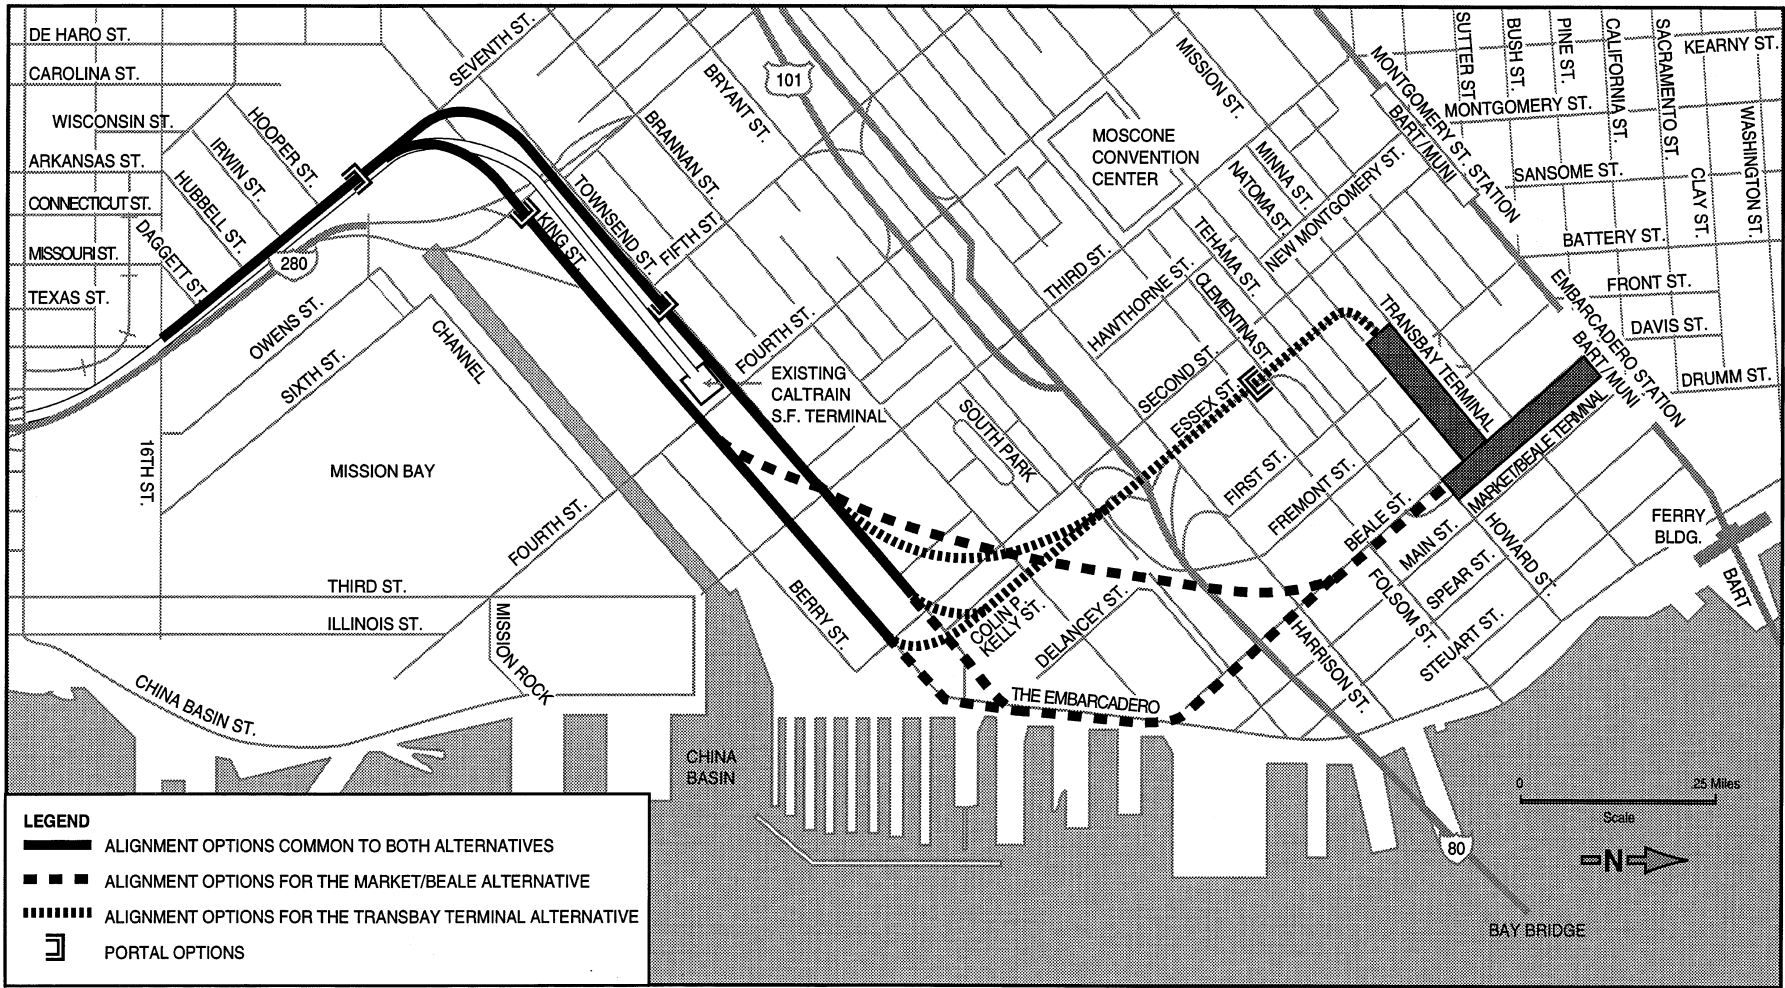 DE HARO ST.
CAROLINA ST.
WISCONSIN ST.
ARKANSAS ST.
CONNECTICUT ST.
MISSOURI ST.
TEXAS ST.
HOOPER ST.
IRWIN ST.
HUBBELL ST.
DAGGETT ST.
SEVENTH ST.
280
OWENS ST.
SIXTH ST.
CHANNEL
16TH ST.
MISSION BAY
FOURTH ST.
THIRD ST.
ILLINOIS ST.
MISSION ROCK
CHINA BASIN ST.
KING ST.
TOWNSEND ST.
BRANNAN ST.
BRYANT ST.
FIFTH ST.
101
FOURTH ST.
EXISTING
CALTRAIN
S.F. TERMINAL
MISSION ST.
MOSCONE
CONVENTION
CENTER
MINNA ST.
NATOMA ST.
NEW MONTGOMERY ST.
TEHAMA ST.
CLEMENTINA ST.
THIRD ST.
HAWTHORNE ST.
SECOND ST.
ESSEX ST.
SOUTH PARK
FIRST ST.
FREMONT ST.
BEALE ST.
MAIN ST.
SPEAR ST.
STEUART ST.
FOLSOM ST.
HOWARD ST.
HARRISON ST.
BERRY ST.
COLIN P.
KELLY ST.
DELANCEY ST.
THE EMBARCADERO
TRANSBAY TERMINAL
MARKET/BEALE TERMINAL
MONTGOMERY ST. STATION
BART/MUNI
EMBARCADERO STATION
BART/MUNI
SUTTER ST.
BUSH ST.
PINE ST.
CALIFORNIA ST.
SACRAMENTO ST.
CLAY ST.
WASHINGTON ST.
KEARNY ST.
MONTGOMERY ST.
SANSOME ST.
BATTERY ST.
FRONT ST.
DAVIS ST.
DRUMM ST.
FERRY
BLDG.
BART
CHINA
BASIN
80
BAY BRIDGE
0 .25 Miles
Scale
N
LEGEND
ALIGNMENT OPTIONS COMMON TO BOTH ALTERNATIVES
ALIGNMENT OPTIONS FOR THE MARKET/BEALE ALTERNATIVE
ALIGNMENT OPTIONS FOR THE TRANSBAY TERMINAL ALTERNATIVE
PORTAL OPTIONS